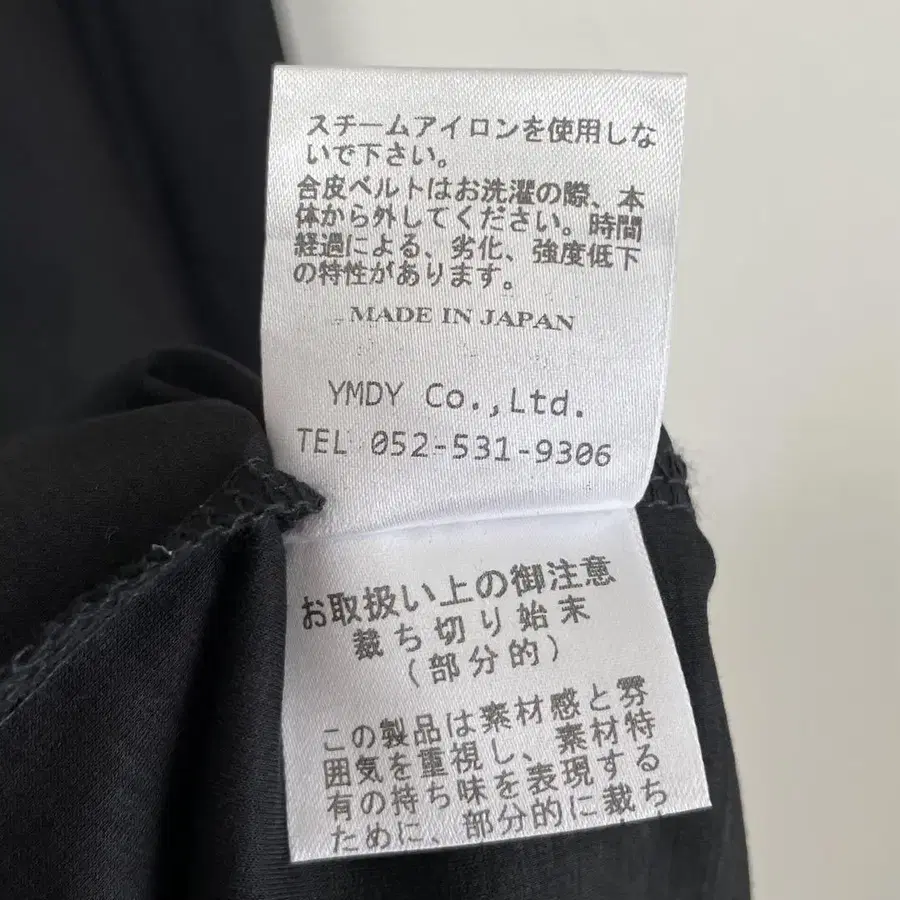 スチームアイロンを使用しな
いで下さい。
合皮ベルトはお洗濯の際、本
体から外してください。時間
経過による、劣化、強度低下
の特性があります。
MADE IN JAPAN
YMDY Co.,Ltd.
TEL 052-531-9306
お取扱い上の御注意
裁ち切り始末
(部分的)
この製品は素材感と雰
囲気を重視し、素材特
有の持ち味を表現する
ために、部分的に裁ち